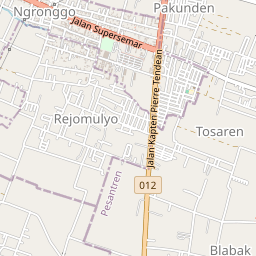 Ngronggo
Pakunden
Jalan Supersemar
Jalan Kapten Pierre Tendean
Rejomulyo
Tosaren
012
Pesantren
Blabak